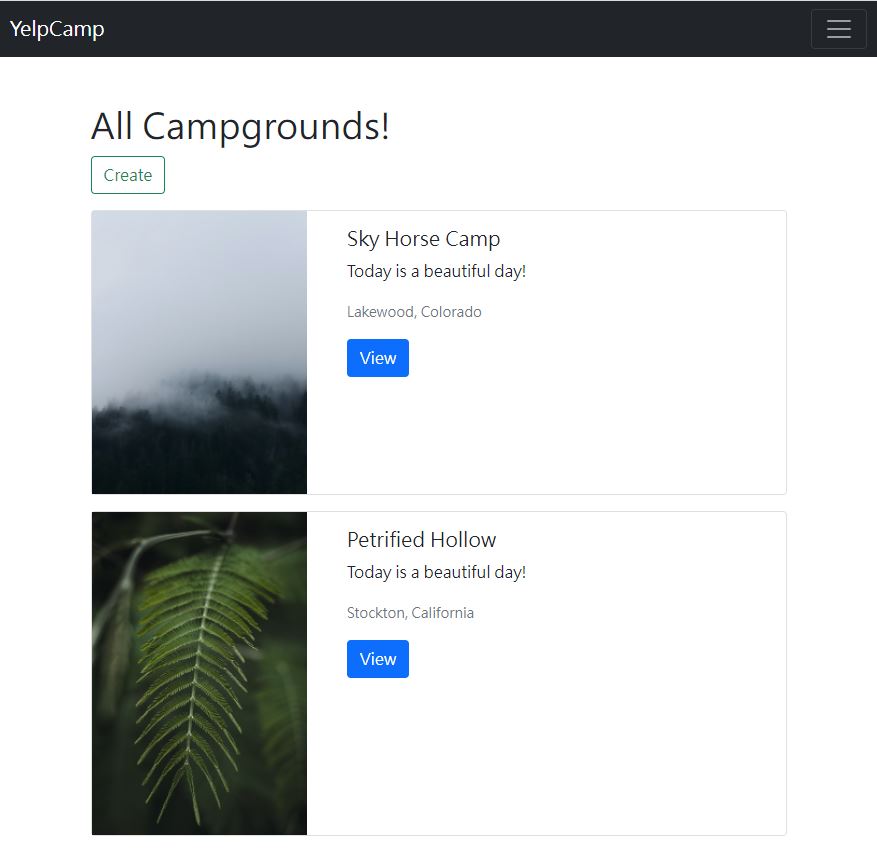 YelpCamp
All Campgrounds!
Create
Sky Horse Camp
Today is a beautiful day!
Lakewood, Colorado
View
Petrified Hollow
Today is a beautiful day!
Stockton, California
View